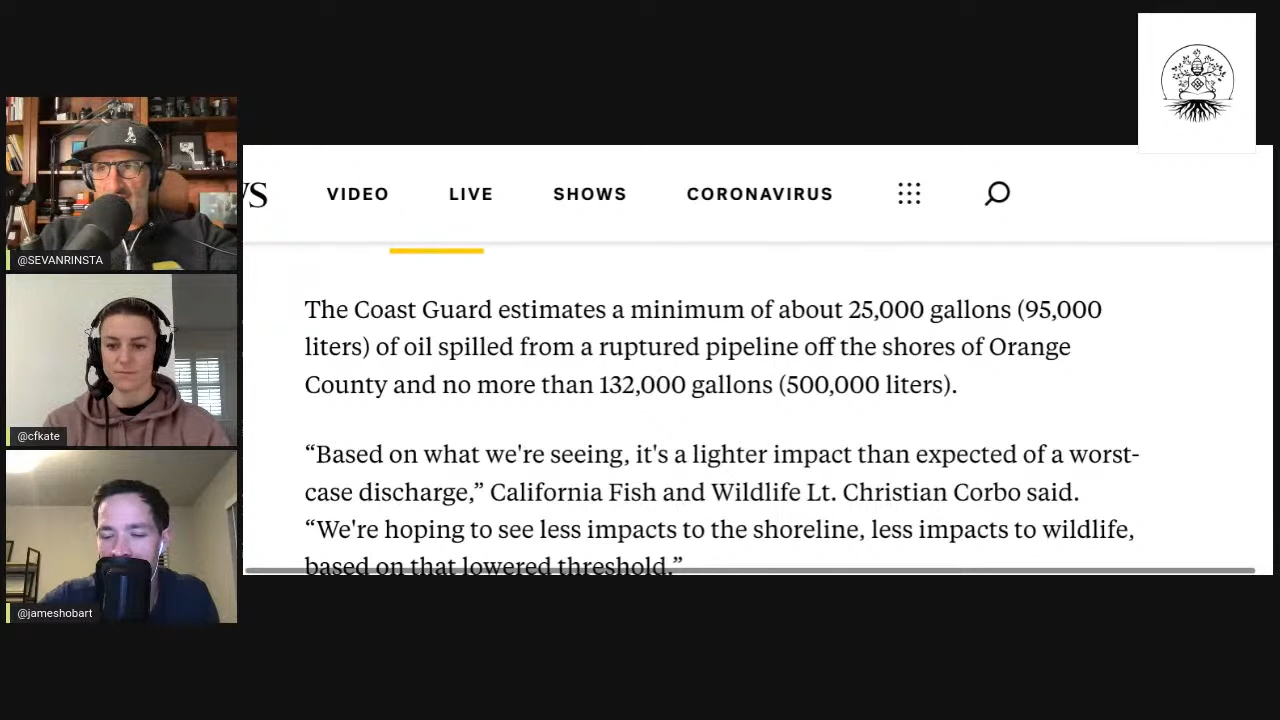 VS
VIDEO
LIVE
SHOWS
CORONAVIRUS
@SEVANRINSTA
The Coast Guard estimates a minimum of about 25,000 gallons (95,000
liters) of oil spilled from a ruptured pipeline off the shores of Orange
County and no more than 132,000 gallons (500,000 liters).
@cfkate
“Based on what we're seeing, it's a lighter impact than expected of a worst-
case discharge,” California Fish and Wildlife Lt. Christian Corbo said.
“We're hoping to see less impacts to the shoreline, less impacts to wildlife,
based on that lowered threshold.”
@jameshobart